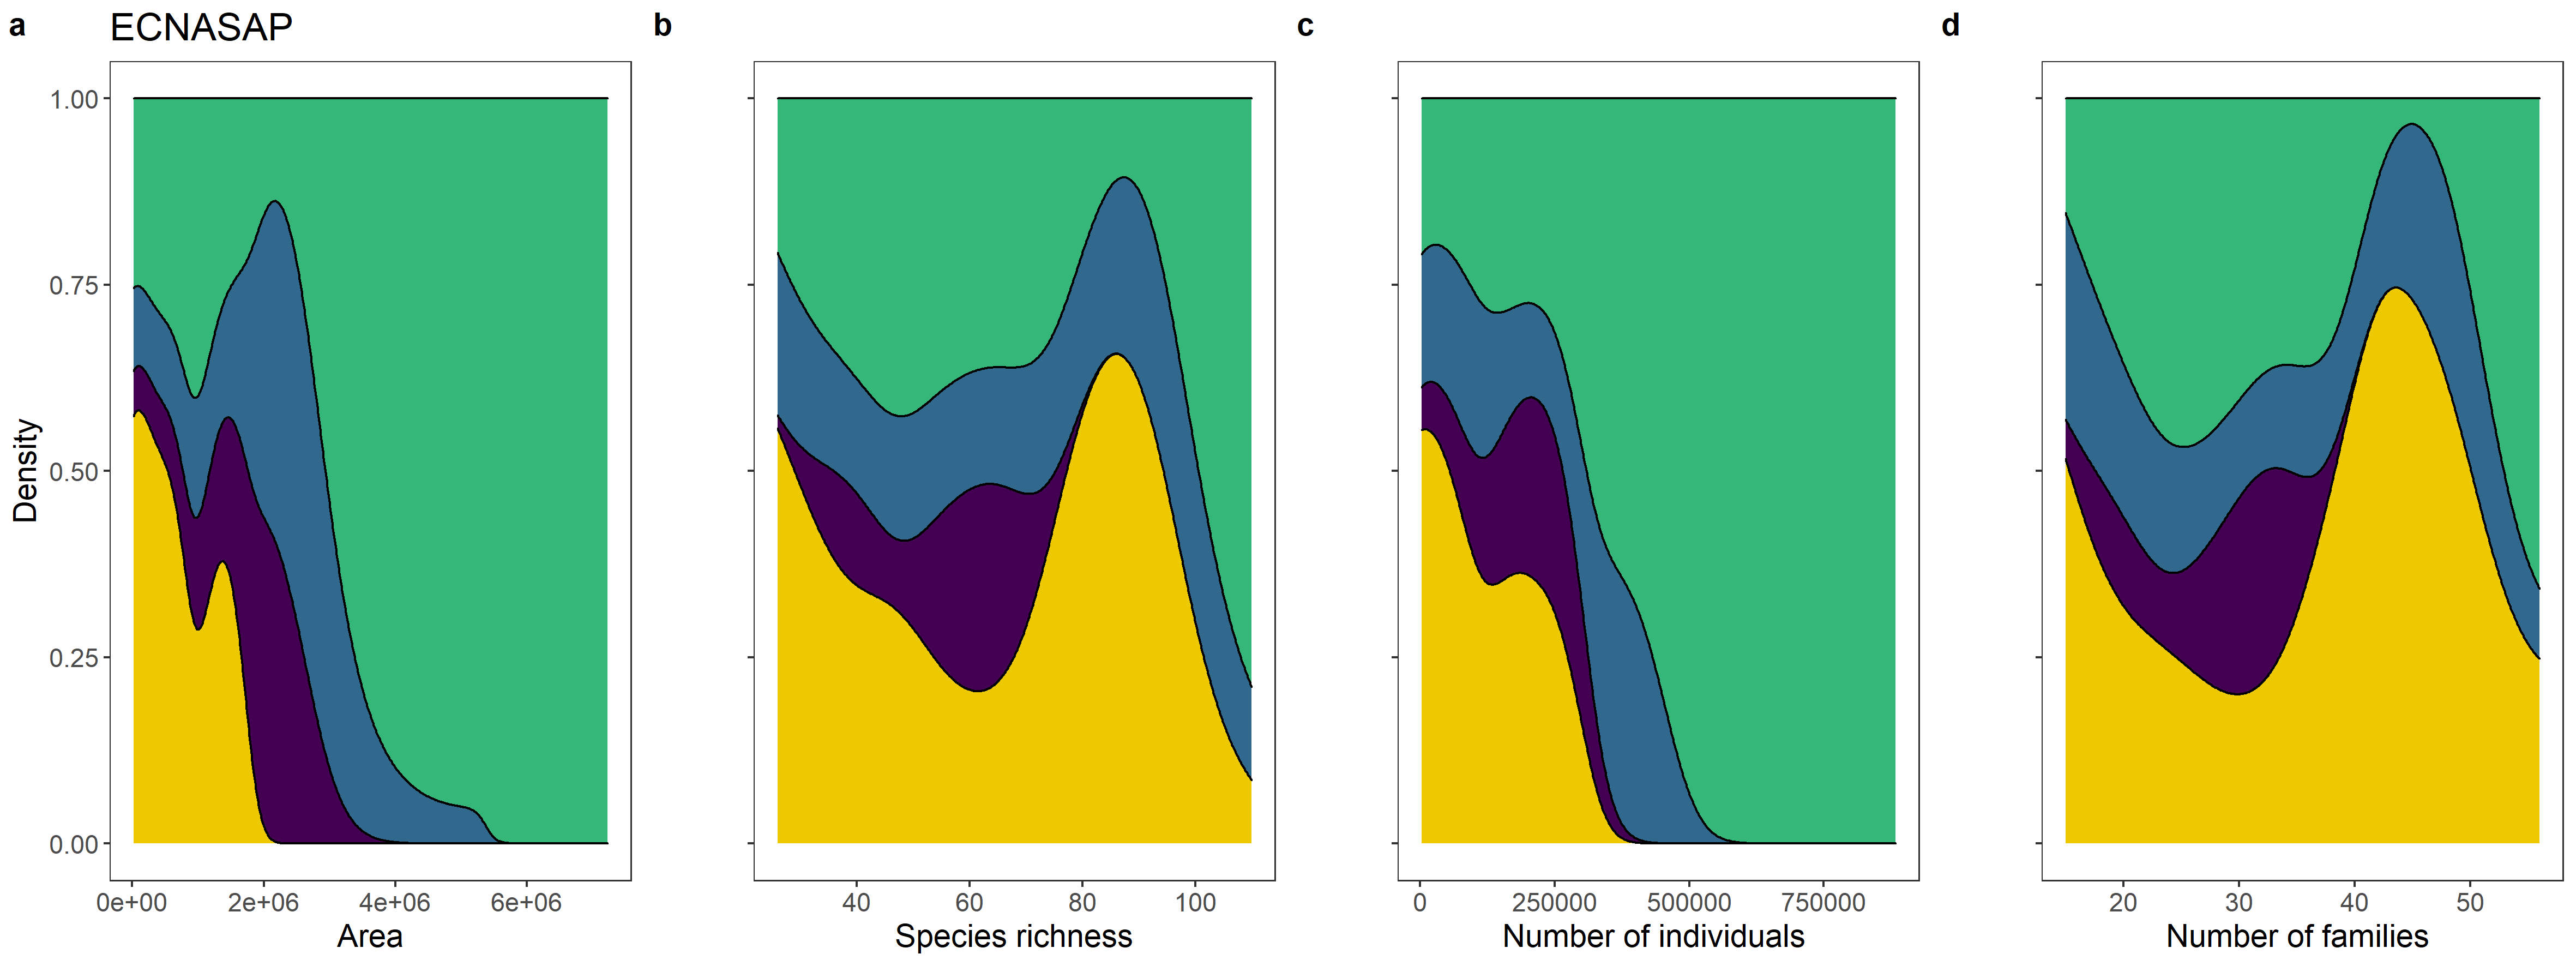 a
ECNASAP
b
c
d
Density
1.00
0.75
0.50
0.25
0.00
0e+00 2e+06 4e+06 6e+06
Area
40 60 80 100
Species richness
0 250000 500000 750000
Number of individuals
20 30 40 50
Number of families